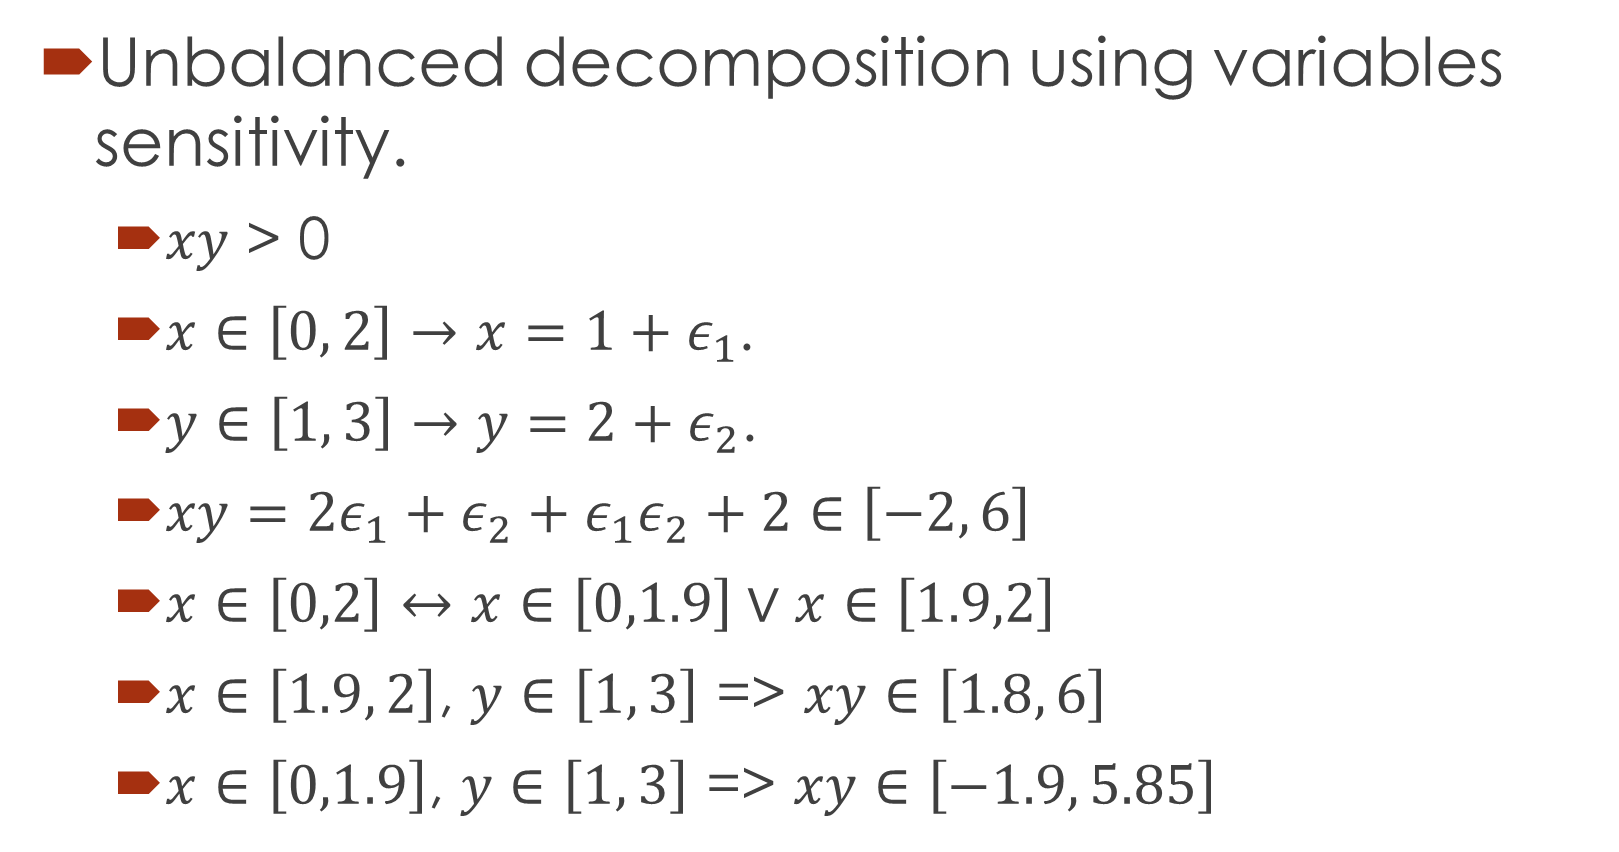 Unbalanced decomposition using variables
sensitivity.
xy > 0
x ∈ [0, 2] → x = 1 + ϵ₁.
y ∈ [1, 3] → y = 2 + ϵ₂.
xy = 2ϵ₁ + ϵ₂ + ϵ₁ϵ₂ + 2 ∈ [−2, 6]
x ∈ [0,2] ↔ x ∈ [0,1.9] ∨ x ∈ [1.9,2]
x ∈ [1.9, 2], y ∈ [1, 3] => xy ∈ [1.8, 6]
x ∈ [0,1.9], y ∈ [1, 3] => xy ∈ [−1.9, 5.85]